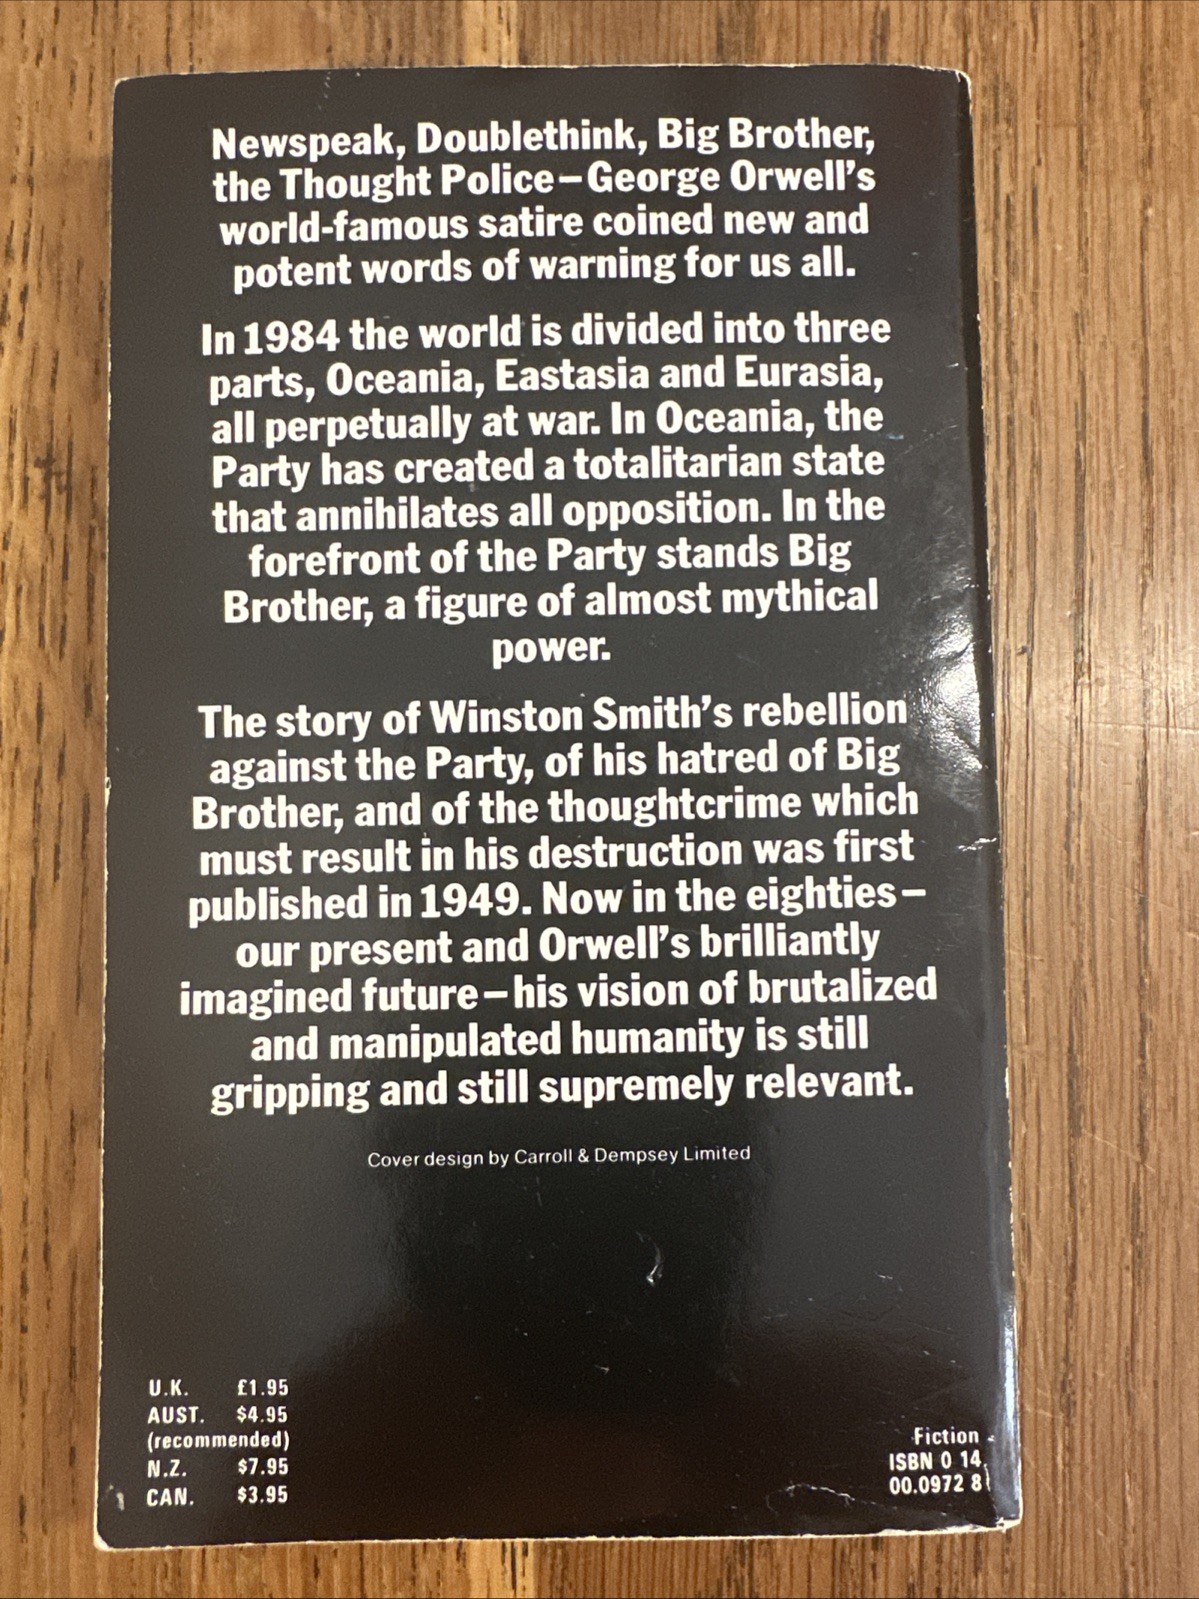 Newspeak, Doublethink, Big Brother,
the Thought Police–George Orwell's
world-famous satire coined new and
potent words of warning for us all.
In 1984 the world is divided into three
parts, Oceania, Eastasia and Eurasia,
all perpetually at war. In Oceania, the
Party has created a totalitarian state
that annihilates all opposition. In the
forefront of the Party stands Big
Brother, a figure of almost mythical
power.
The story of Winston Smith's rebellion
against the Party, of his hatred of Big
Brother, and of the thoughtcrime which
must result in his destruction was first
published in 1949. Now in the eighties–
our present and Orwell's brilliantly
imagined future–his vision of brutalized
and manipulated humanity is still
gripping and still supremely relevant.
Cover design by Carroll & Dempsey Limited
U.K. £1.95
AUST. $4.95
(recommended)
N.Z. $7.95
CAN. $3.95
Fiction
ISBN 0 14
00.0972 8